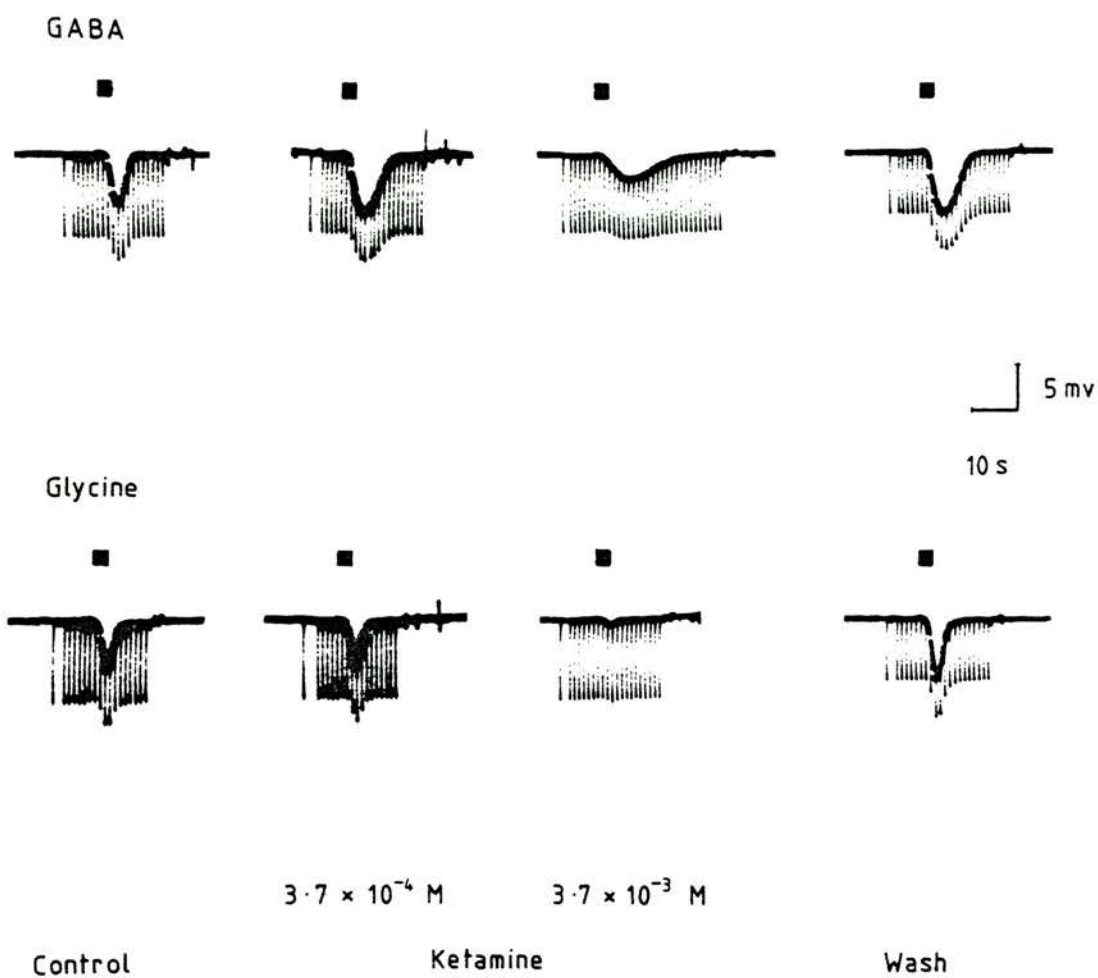 GABA
5 mv
10 s
Glycine
3·7 × 10⁻⁴ M
3·7 × 10⁻³ M
Control
Ketamine
Wash